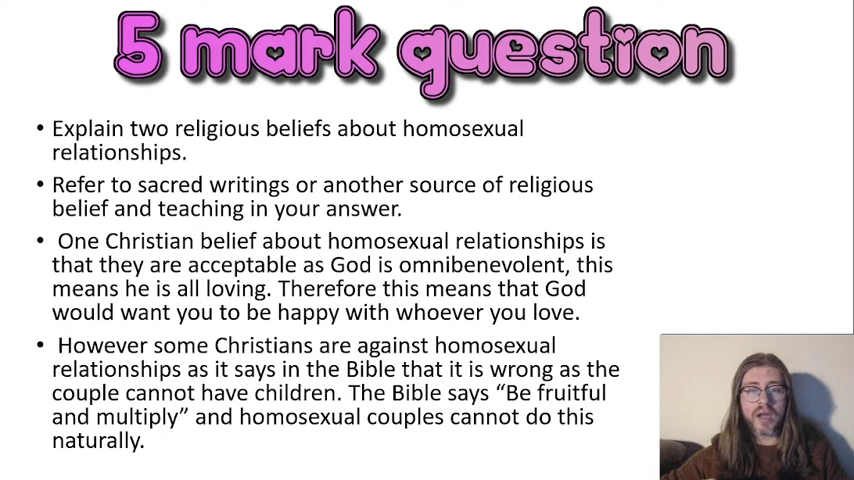 5 mark question
• Explain two religious beliefs about homosexual
relationships.
• Refer to sacred writings or another source of religious
belief and teaching in your answer.
• One Christian belief about homosexual relationships is
that they are acceptable as God is omnibenevolent, this
means he is all loving. Therefore this means that God
would want you to be happy with whoever you love.
• However some Christians are against homosexual
relationships as it says in the Bible that it is wrong as the
couple cannot have children. The Bible says “Be fruitful
and multiply” and homosexual couples cannot do this
naturally.